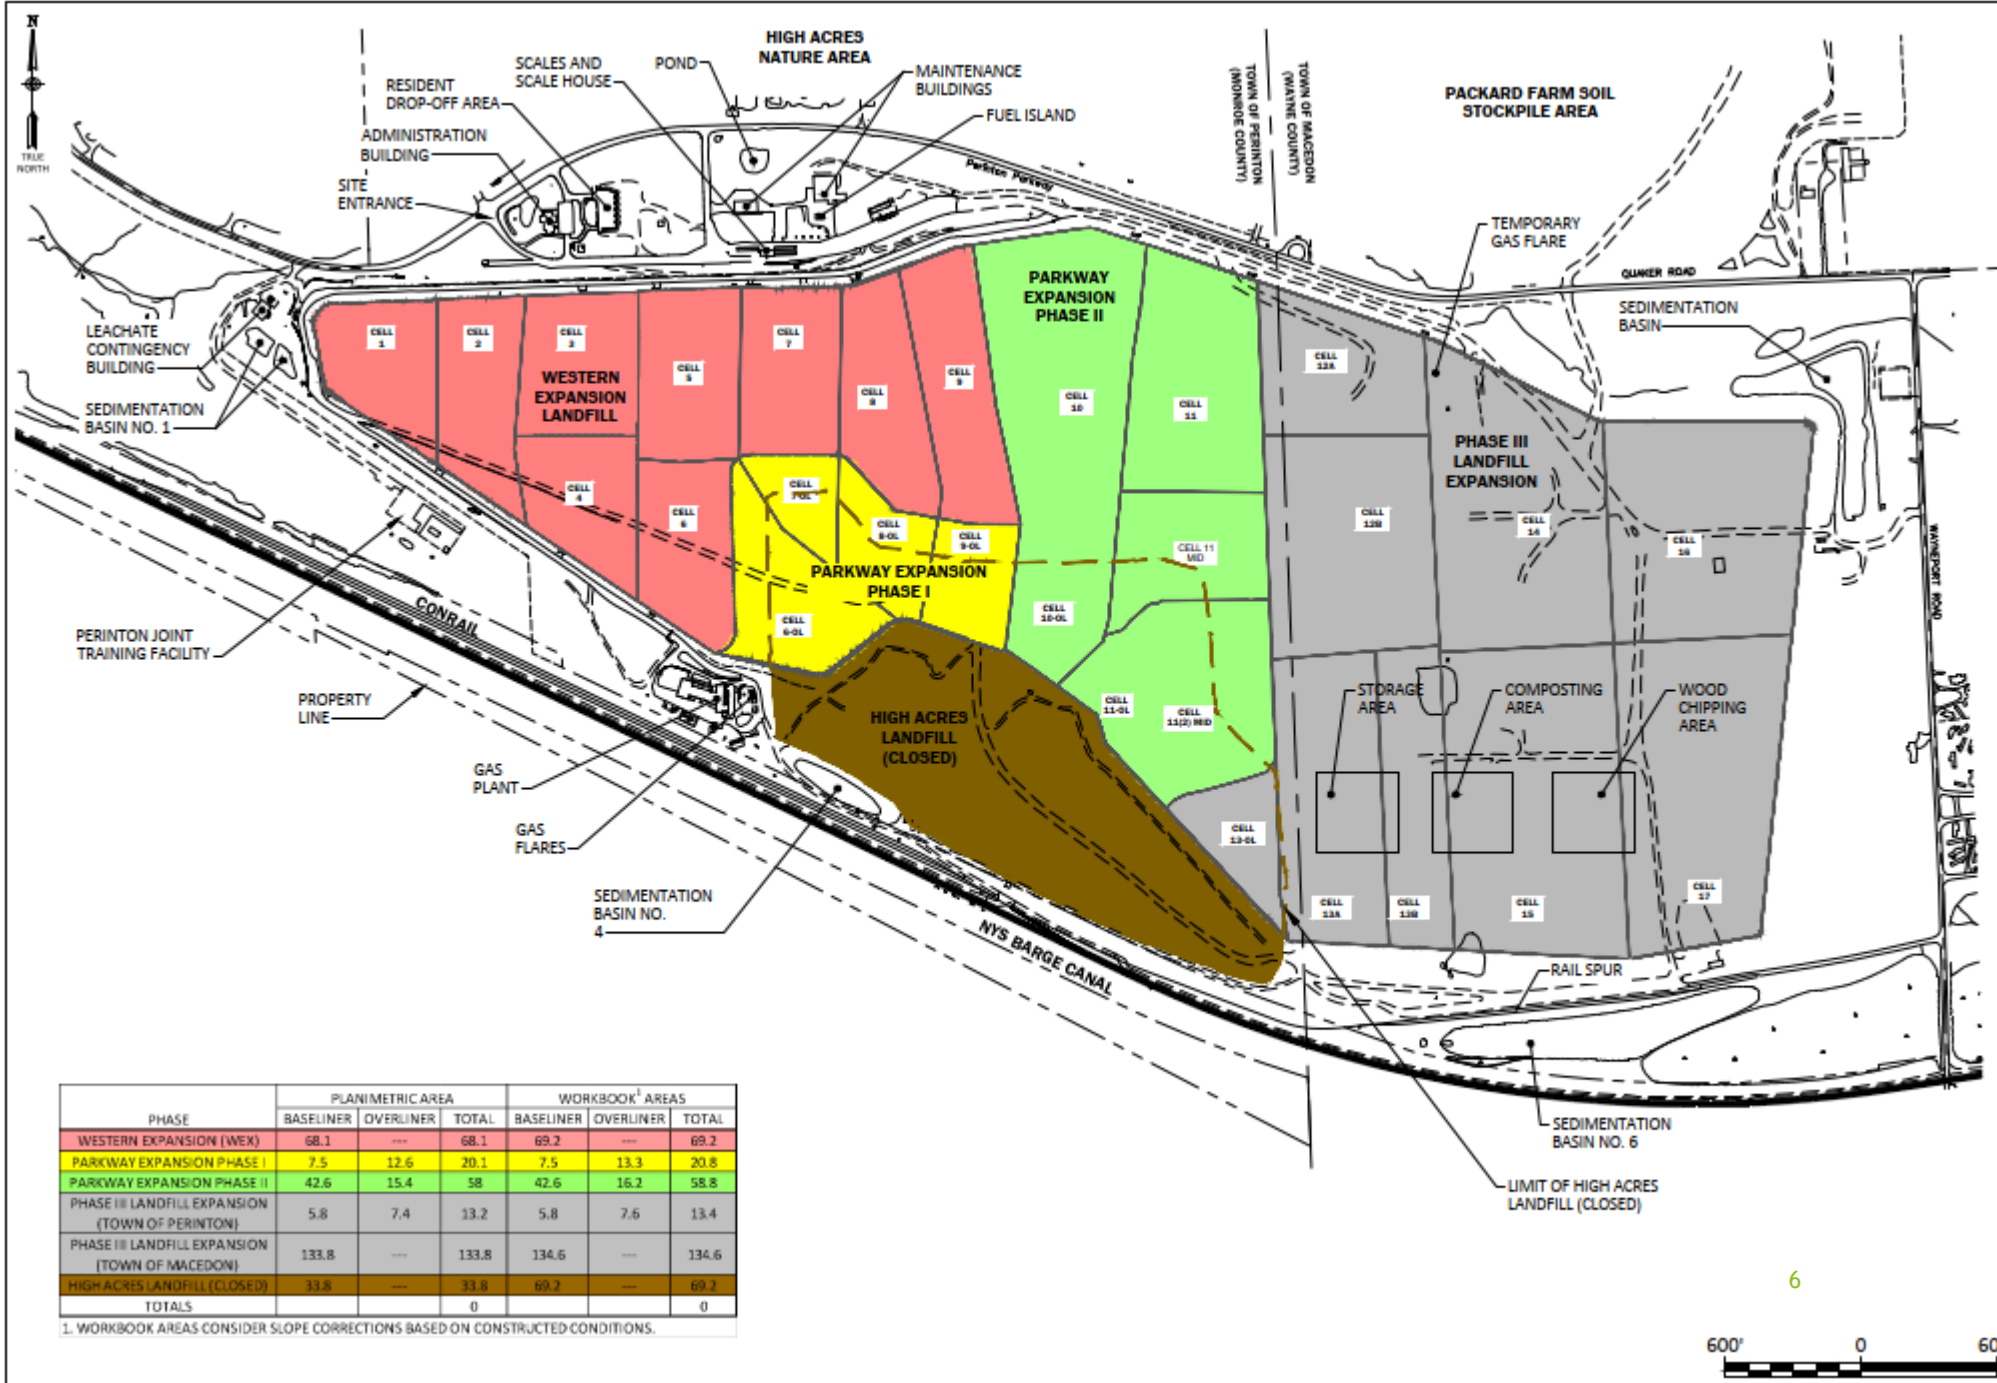 N
TRUE
NORTH
HIGH ACRES
NATURE AREA
SCALES AND
SCALE HOUSE
POND
MAINTENANCE
BUILDINGS
FUEL ISLAND
RESIDENT
DROP-OFF AREA
ADMINISTRATION
BUILDING
SITE
ENTRANCE
Perinton Parkway
TOWN OF PERINTON
(MONROE COUNTY)
TOWN OF MACEDON
(WAYNE COUNTY)
PACKARD FARM SOIL
STOCKPILE AREA
TEMPORARY
GAS FLARE
QUAKER ROAD
SEDIMENTATION
BASIN
LEACHATE
CONTINGENCY
BUILDING
SEDIMENTATION
BASIN NO. 1
CELL
1
CELL
2
CELL
3
CELL
5
CELL
7
CELL
8
CELL
9
WESTERN
EXPANSION
LANDFILL
CELL
4
CELL
6
PARKWAY
EXPANSION
PHASE II
CELL
10
CELL
11
CELL
12A
PHASE III
LANDFILL
EXPANSION
CELL
12B
CELL
14
CELL
16
WAYNEPORT ROAD
CELL
7-OL
CELL
8-OL
CELL
9-OL
PARKWAY EXPANSION
PHASE I
CELL
6-OL
CELL 11
MID
CELL
10-OL
CELL
11-OL
CELL
11(2) MID
CONRAIL
PERINTON JOINT
TRAINING FACILITY
PROPERTY
LINE
GAS
PLANT
GAS
FLARES
HIGH ACRES
LANDFILL
(CLOSED)
STORAGE
AREA
COMPOSTING
AREA
WOOD
CHIPPING
AREA
CELL
13-OL
CELL
13A
CELL
13B
CELL
15
CELL
17
SEDIMENTATION
BASIN NO.
4
NYS BARGE CANAL
RAIL SPUR
SEDIMENTATION
BASIN NO. 6
LIMIT OF HIGH ACRES
LANDFILL (CLOSED)
PLANIMETRIC AREA WORKBOOK¹ AREAS
PHASE BASELINER OVERLINER TOTAL BASELINER OVERLINER TOTAL
WESTERN EXPANSION (WEX) 68.1 --- 68.1 69.2 --- 69.2
PARKWAY EXPANSION PHASE I 7.5 12.6 20.1 7.5 13.3 20.8
PARKWAY EXPANSION PHASE II 42.6 15.4 58 42.6 16.2 58.8
PHASE III LANDFILL EXPANSION
(TOWN OF PERINTON) 5.8 7.4 13.2 5.8 7.6 13.4
PHASE III LANDFILL EXPANSION
(TOWN OF MACEDON) 133.8 --- 133.8 134.6 --- 134.6
HIGH ACRES LANDFILL (CLOSED) 33.8 --- 33.8 69.2 --- 69.2
TOTALS 0 0
1. WORKBOOK AREAS CONSIDER SLOPE CORRECTIONS BASED ON CONSTRUCTED CONDITIONS.
6
600' 0 60